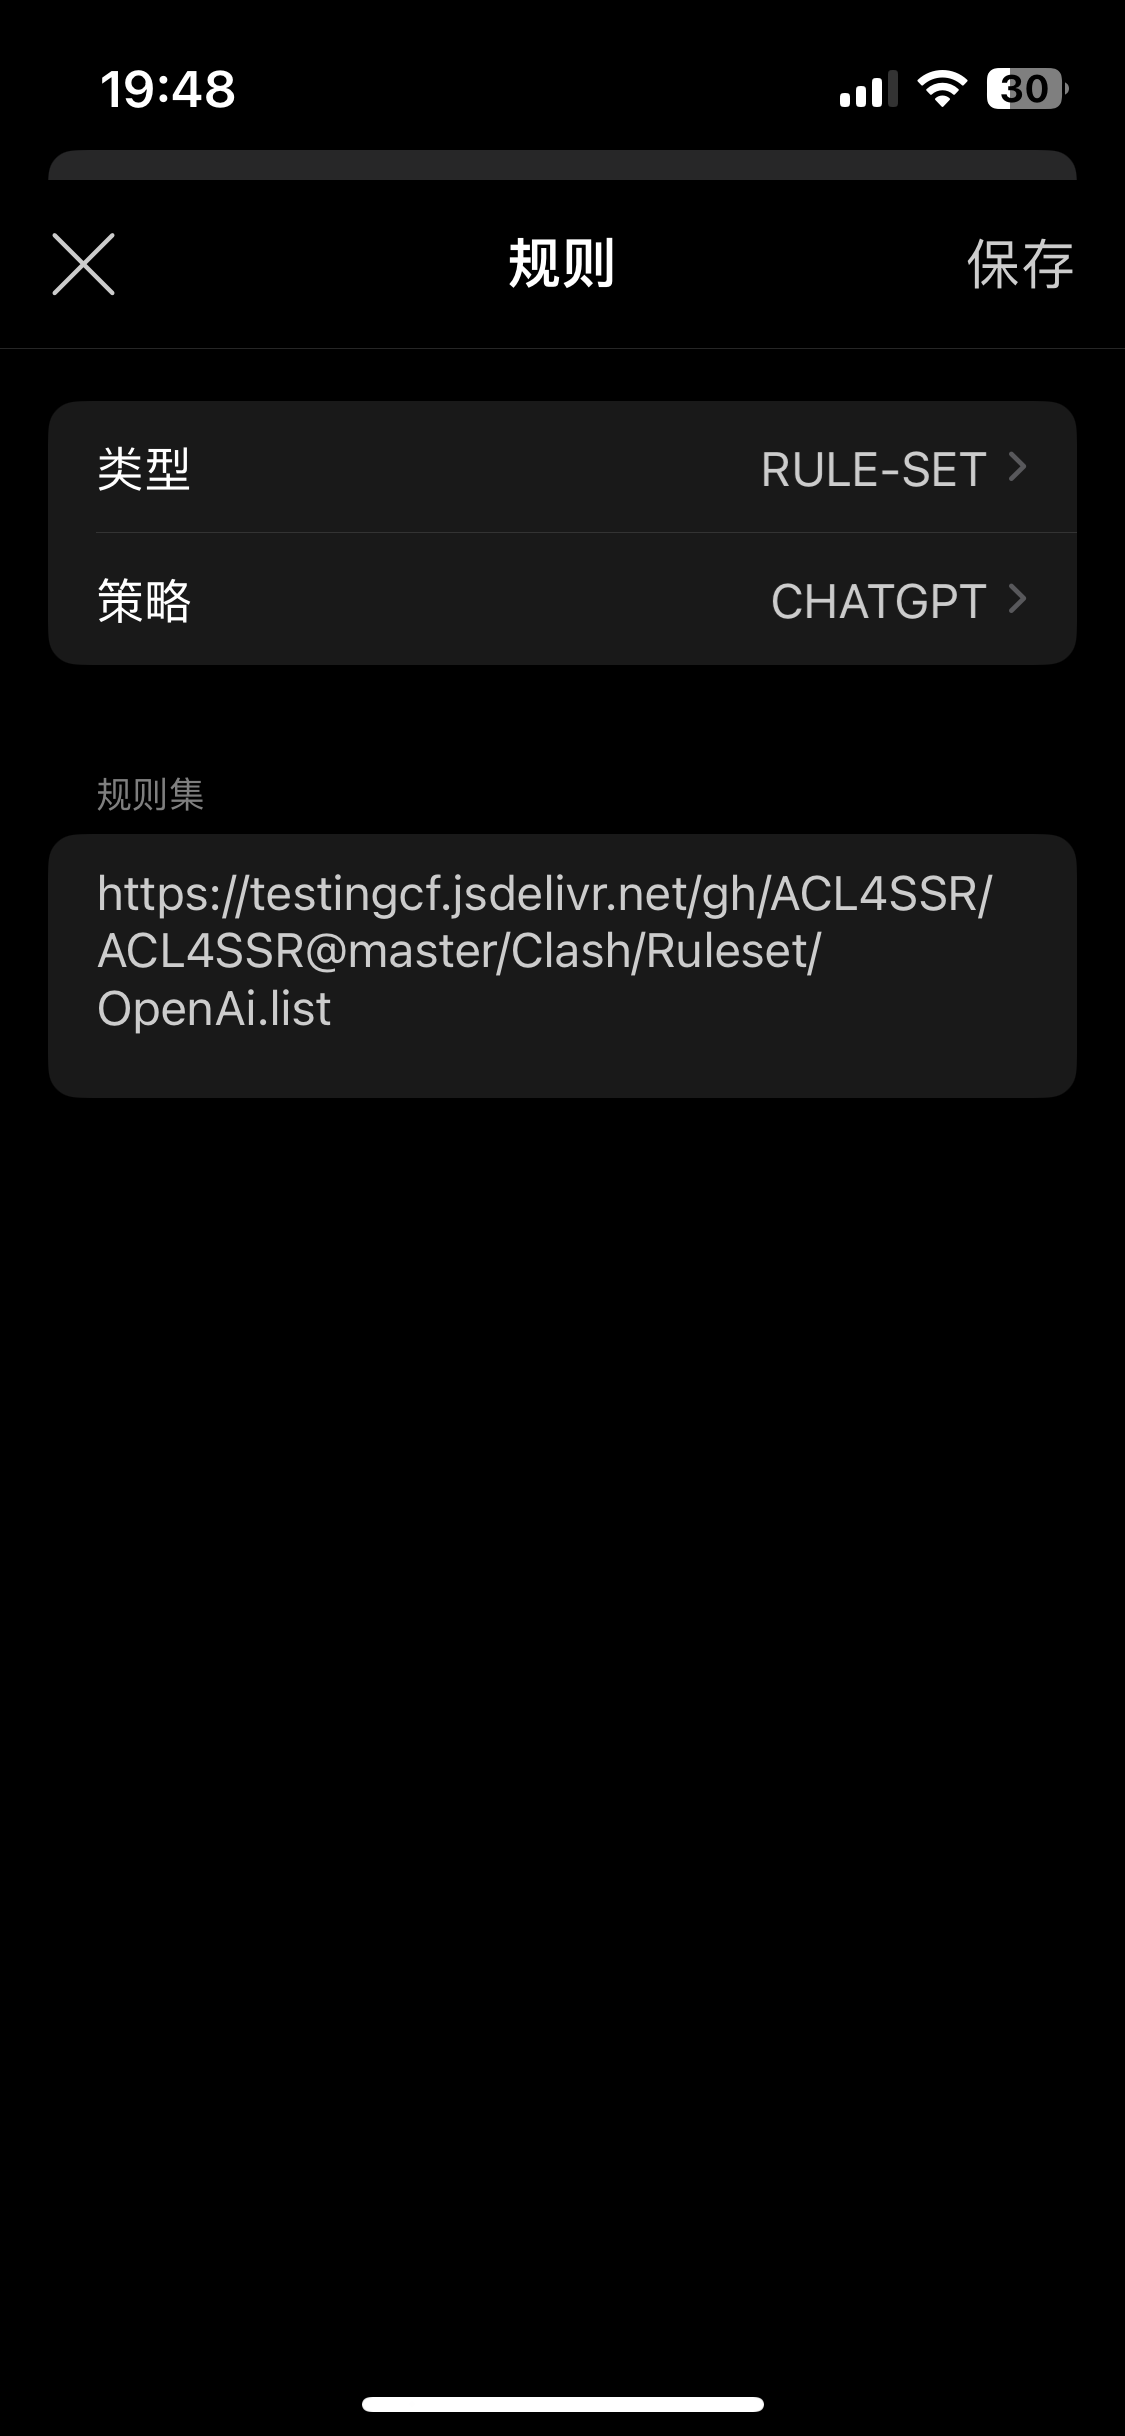 19:48
30
规则
保存
类型
RULE-SET
策略
CHATGPT
规则集
https://testingcf.jsdelivr.net/gh/ACL4SSR/
ACL4SSR@master/Clash/Ruleset/
OpenAi.list